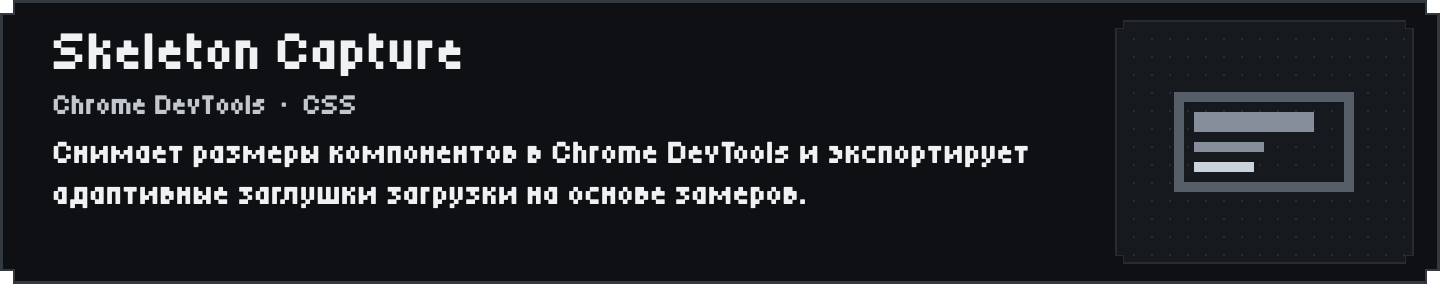 Skeleton Capture
Chrome DevTools · CSS
Снимает размеры компонентов в Chrome DevTools и экспортирует
адаптивные заглушки загрузки на основе замеров.